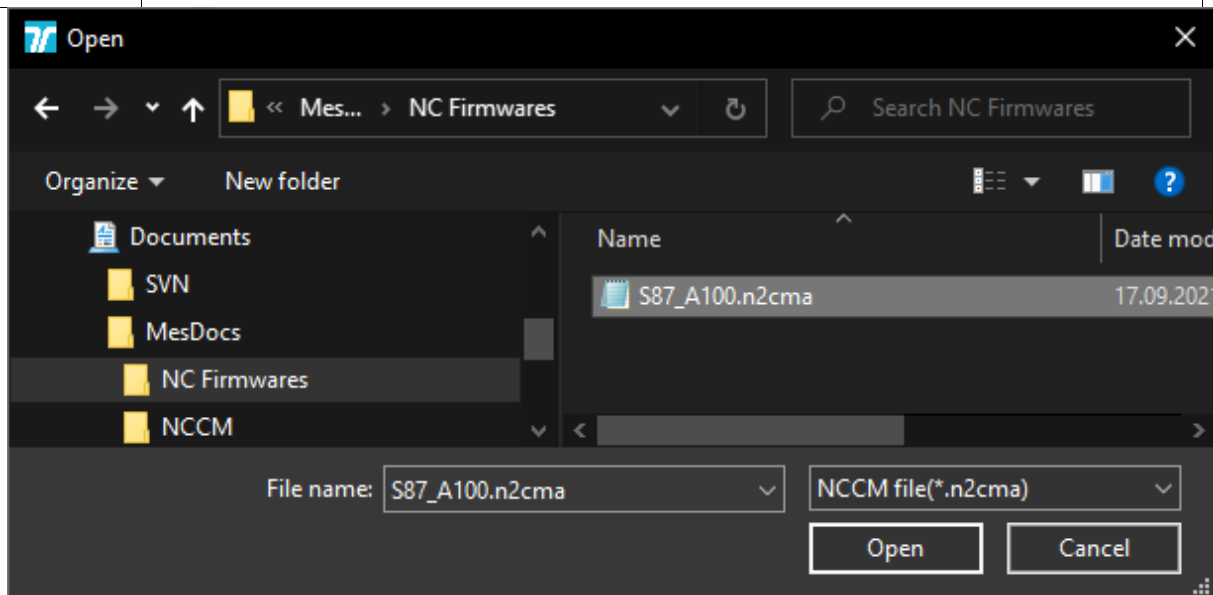 Open
« Mes... > NC Firmwares
Search NC Firmwares
Organize
New folder
?
Documents
SVN
MesDocs
NC Firmwares
NCCM
Name
Date mod
S87_A100.n2cma
17.09.202
File name:
S87_A100.n2cma
NCCM file(*.n2cma)
Open
Cancel